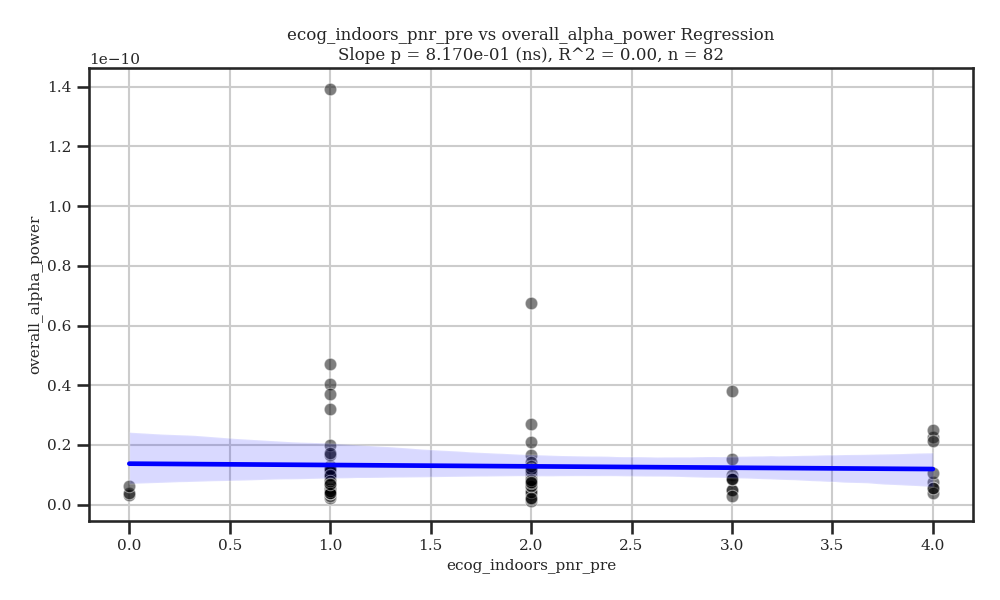 ecog_indoors_pnr_pre vs overall_alpha_power Regression
Slope p = 8.170e-01 (ns), R^2 = 0.00, n = 82
1e−10
1.4
1.2
1.0
0.8
0.6
0.4
0.2
0.0
overall_alpha_power
0.0 0.5 1.0 1.5 2.0 2.5 3.0 3.5 4.0
ecog_indoors_pnr_pre